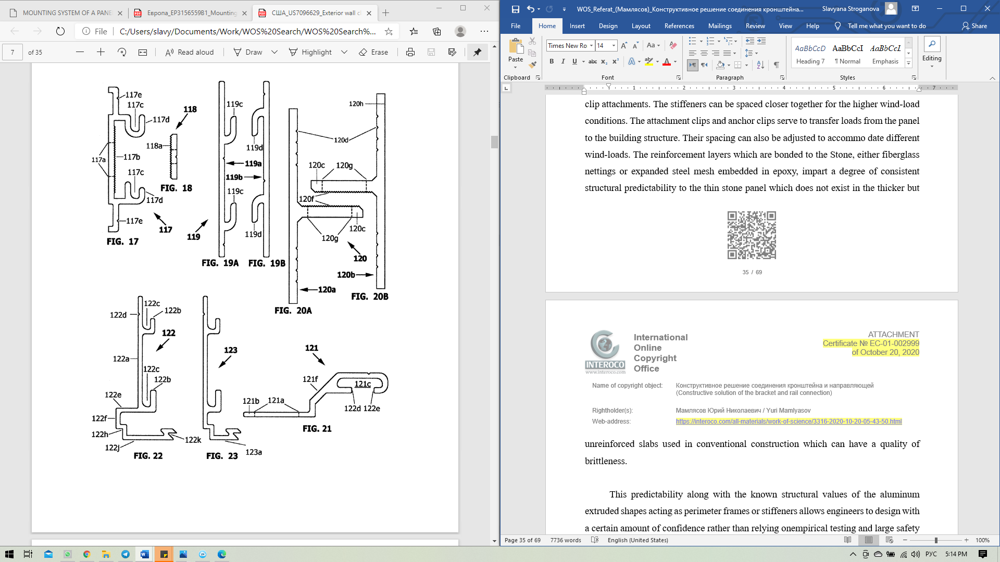 MOUNTING SYSTEM OF A PANE
Европа_EP3156559B1_Mounting
США_US7096629_Exterior wall cl
File
C:/Users/slavy/Documents/Work/WOS%20Search/WOS%20Search%...
7
of 35
Read aloud
Draw
Highlight
Erase
117e
117c
117d
118
118a
117a
117b
117c
117d
117e
117
FIG. 17
FIG. 18
119c
119d
119a
119b
119c
119d
119
FIG. 19A
FIG. 19B
120h
120d
120c
120g
120f
120c
120g
120
120b
120a
FIG. 20B
FIG. 20A
122c
122b
122d
122
122a
122c
122b
122e
122f
122h
122j
122k
FIG. 22
123
123a
FIG. 23
121
121f
121c
121b
121a
122d
122e
FIG. 21
WOS_Referat_(Мамлясов)_Конструктивное решение соединения кронштейна...
Slavyana Stroganova
File
Home
Insert
Design
Layout
References
Mailings
Review
View
Help
Tell me what you want to do
Share
Paste
Clipboard
Times New Ro
14
Font
Paragraph
AaBbCcD
Heading 7
AaBbCcI
¶ Normal
AaBbCcI
Emphasis
Styles
Editing
1 2 3 4 5 6 7
clip attachments. The stiffeners can be spaced closer together for the higher wind-load
conditions. The attachment clips and anchor clips serve to transfer loads from the panel
to the building structure. Their spacing can also be adjusted to accommo date different
wind-loads. The reinforcement layers which are bonded to the Stone, either fiberglass
nettings or expanded steel mesh embedded in epoxy, impart a degree of consistent
structural predictability to the thin stone panel which does not exist in the thicker but
35 / 69
INTEROCO
www.interoco.com
International
Online
Copyright
Office
ATTACHMENT
Certificate № EC-01-002999
of October 20, 2020
Name of copyright object:
Конструктивное решение соединения кронштейна и направляющей
(Constructive solution of the bracket and rail connection)
Rightholder(s):
Мамлясов Юрий Николаевич / Yuri Mamlyasov
Web-address:
https://interoco.com/all-materials/work-of-science/3316-2020-10-20-05-43-50.html
unreinforced slabs used in conventional construction which can have a quality of
brittleness.
This predictability along with the known structural values of the aluminum
extruded shapes acting as perimeter frames or stiffeners allows engineers to design with
a certain amount of confidence rather than relying onempirical testing and large safety
Page 35 of 69
7736 words
English (United States)
100%
РУС
5:14 PM